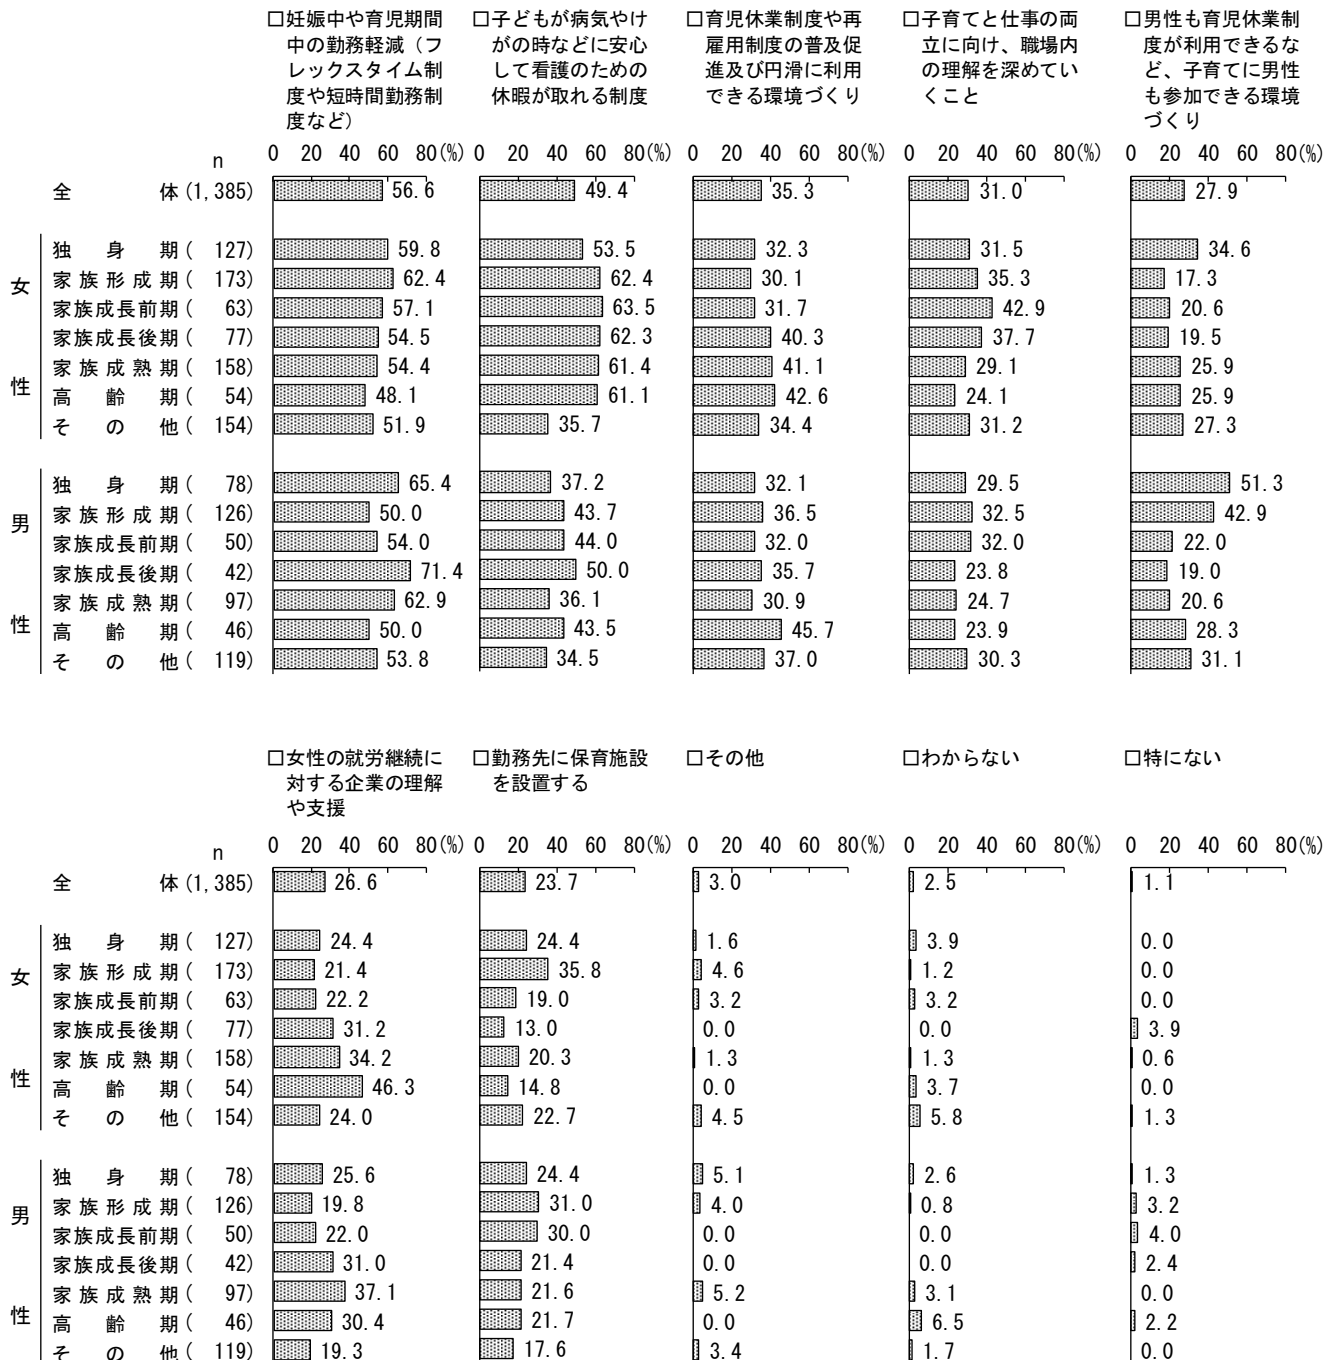 □妊娠中や育児期間
中の勤務軽減（フ
レックスタイム制
度や短時間勤務制
度など）
□子どもが病気やけ
がの時などに安心
して看護のための
休暇が取れる制度
□育児休業制度や再
雇用制度の普及促
進及び円滑に利用
できる環境づくり
□子育てと仕事の両
立に向け、職場内
の理解を深めてい
くこと
□男性も育児休業制
度が利用できるな
ど、子育てに男性
も参加できる環境
づくり
n 0 20 40 60 80(%) 0 20 40 60 80(%) 0 20 40 60 80(%) 0 20 40 60 80(%) 0 20 40 60 80(%)
全体(1,385) 56.6 49.4 35.3 31.0 27.9
女性
独身期( 127) 59.8 53.5 32.3 31.5 34.6
家族形成期( 173) 62.4 62.4 30.1 35.3 17.3
家族成長前期( 63) 57.1 63.5 31.7 42.9 20.6
家族成長後期( 77) 54.5 62.3 40.3 37.7 19.5
家族成熟期( 158) 54.4 61.4 41.1 29.1 25.9
高齢期( 54) 48.1 61.1 42.6 24.1 25.9
その他( 154) 51.9 35.7 34.4 31.2 27.3
男性
独身期( 78) 65.4 37.2 32.1 29.5 51.3
家族形成期( 126) 50.0 43.7 36.5 32.5 42.9
家族成長前期( 50) 54.0 44.0 32.0 32.0 22.0
家族成長後期( 42) 71.4 50.0 35.7 23.8 19.0
家族成熟期( 97) 62.9 36.1 30.9 24.7 20.6
高齢期( 46) 50.0 43.5 45.7 23.9 28.3
その他( 119) 53.8 34.5 37.0 30.3 31.1
□女性の就労継続に
対する企業の理解
や支援
□勤務先に保育施設
を設置する
□その他
□わからない
□特にない
n 0 20 40 60 80(%) 0 20 40 60 80(%) 0 20 40 60 80(%) 0 20 40 60 80(%) 0 20 40 60 80(%)
全体(1,385) 26.6 23.7 3.0 2.5 1.1
女性
独身期( 127) 24.4 24.4 1.6 3.9 0.0
家族形成期( 173) 21.4 35.8 4.6 1.2 0.0
家族成長前期( 63) 22.2 19.0 3.2 3.2 0.0
家族成長後期( 77) 31.2 13.0 0.0 0.0 3.9
家族成熟期( 158) 34.2 20.3 1.3 1.3 0.6
高齢期( 54) 46.3 14.8 0.0 3.7 0.0
その他( 154) 24.0 22.7 4.5 5.8 1.3
男性
独身期( 78) 25.6 24.4 5.1 2.6 1.3
家族形成期( 126) 19.8 31.0 4.0 0.8 3.2
家族成長前期( 50) 22.0 30.0 0.0 0.0 4.0
家族成長後期( 42) 31.0 21.4 0.0 0.0 2.4
家族成熟期( 97) 37.1 21.6 5.2 3.1 0.0
高齢期( 46) 30.4 21.7 0.0 6.5 2.2
その他( 119) 19.3 17.6 3.4 1.7 0.0